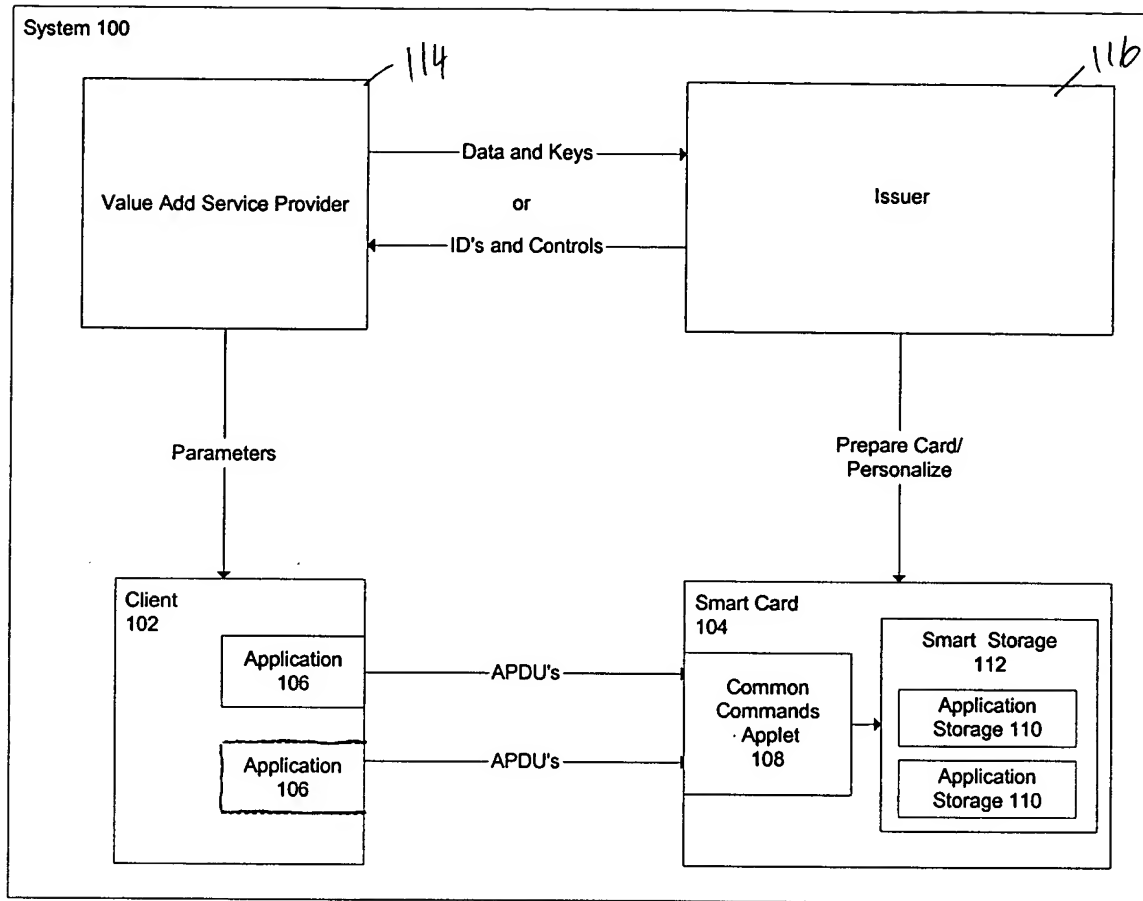 System 100
114
116
Value Add Service Provider
Data and Keys
or
ID's and Controls
Issuer
Parameters
Prepare Card/
Personalize
Client
102
Application
106
Application
106
APDU's
APDU's
Smart Card
104
Common
Commands
Applet
108
Smart Storage
112
Application
Storage 110
Application
Storage 110